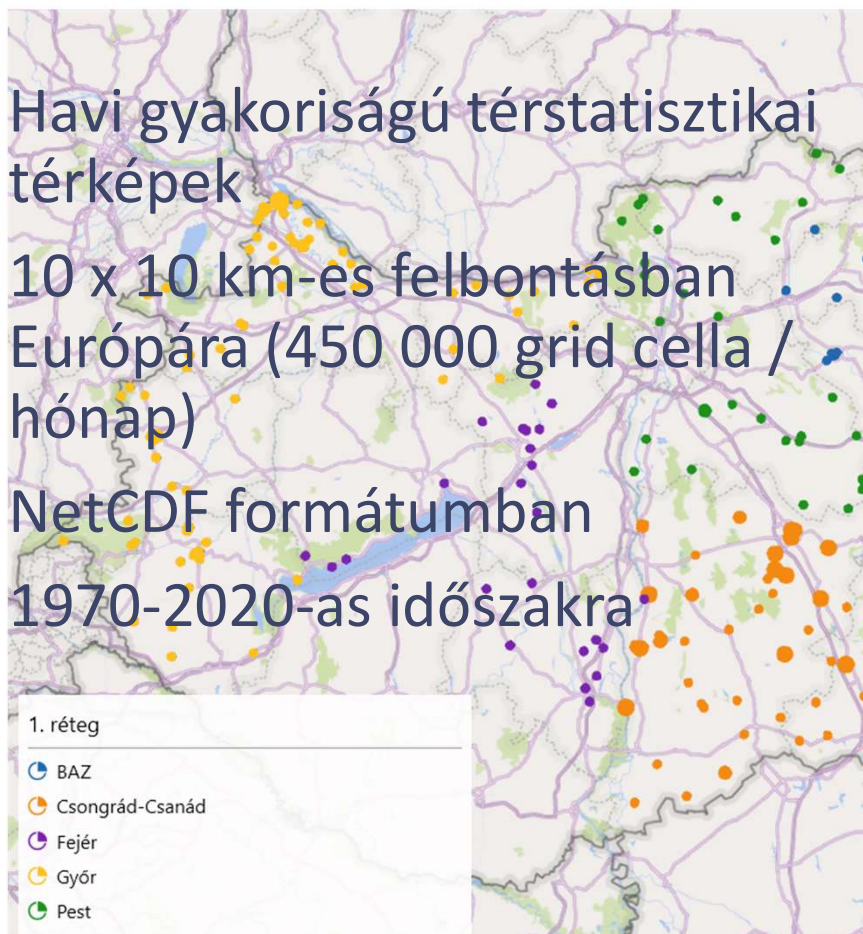 Havi gyakoriságú térstatisztikai
térképek
10 x 10 km-es felbontásban
Európára (450 000 grid cella /
hónap)
NetCDF formátumban
1970-2020-as időszakra
1. réteg
BAZ
Csongrád-Csanád
Fejér
Győr
Pest